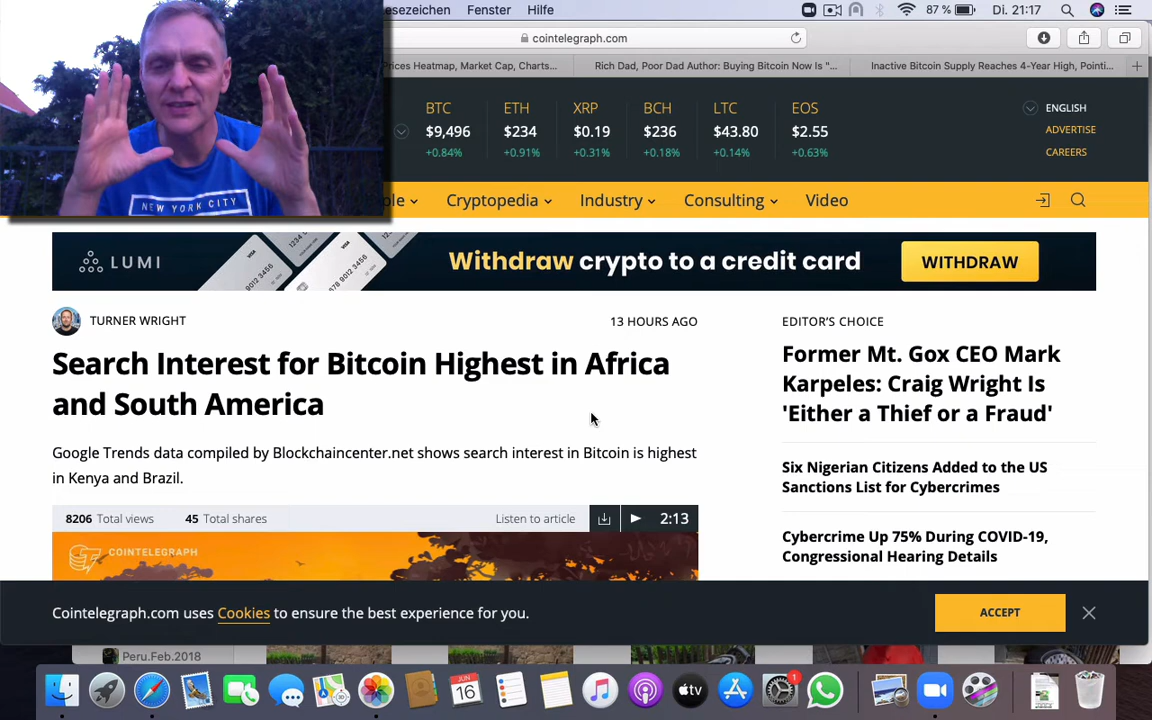 esezeichen Fenster Hilfe
87 % Di. 21:17
cointelegraph.com
rices Heatmap, Market Cap, Charts... Rich Dad, Poor Dad Author: Buying Bitcoin Now Is "... Inactive Bitcoin Supply Reaches 4-Year High, Pointi...
BTC ETH XRP BCH LTC EOS
$9,496 $234 $0.19 $236 $43.80 $2.55
+0.84% +0.91% +0.31% +0.18% +0.14% +0.63%
ENGLISH
ADVERTISE
CAREERS
NEW YORK CITY
ple Cryptopedia Industry Consulting Video
LUMI Withdraw crypto to a credit card WITHDRAW
TURNER WRIGHT 13 HOURS AGO
Search Interest for Bitcoin Highest in Africa
and South America
Google Trends data compiled by Blockchaincenter.net shows search interest in Bitcoin is highest
in Kenya and Brazil.
8206 Total views 45 Total shares Listen to article 2:13
COINTELEGRAPH
EDITOR'S CHOICE
Former Mt. Gox CEO Mark
Karpeles: Craig Wright Is
'Either a Thief or a Fraud'
Six Nigerian Citizens Added to the US
Sanctions List for Cybercrimes
Cybercrime Up 75% During COVID-19,
Congressional Hearing Details
Cointelegraph.com uses Cookies to ensure the best experience for you. ACCEPT
Peru.Feb.2018
JUN
16
tv
1